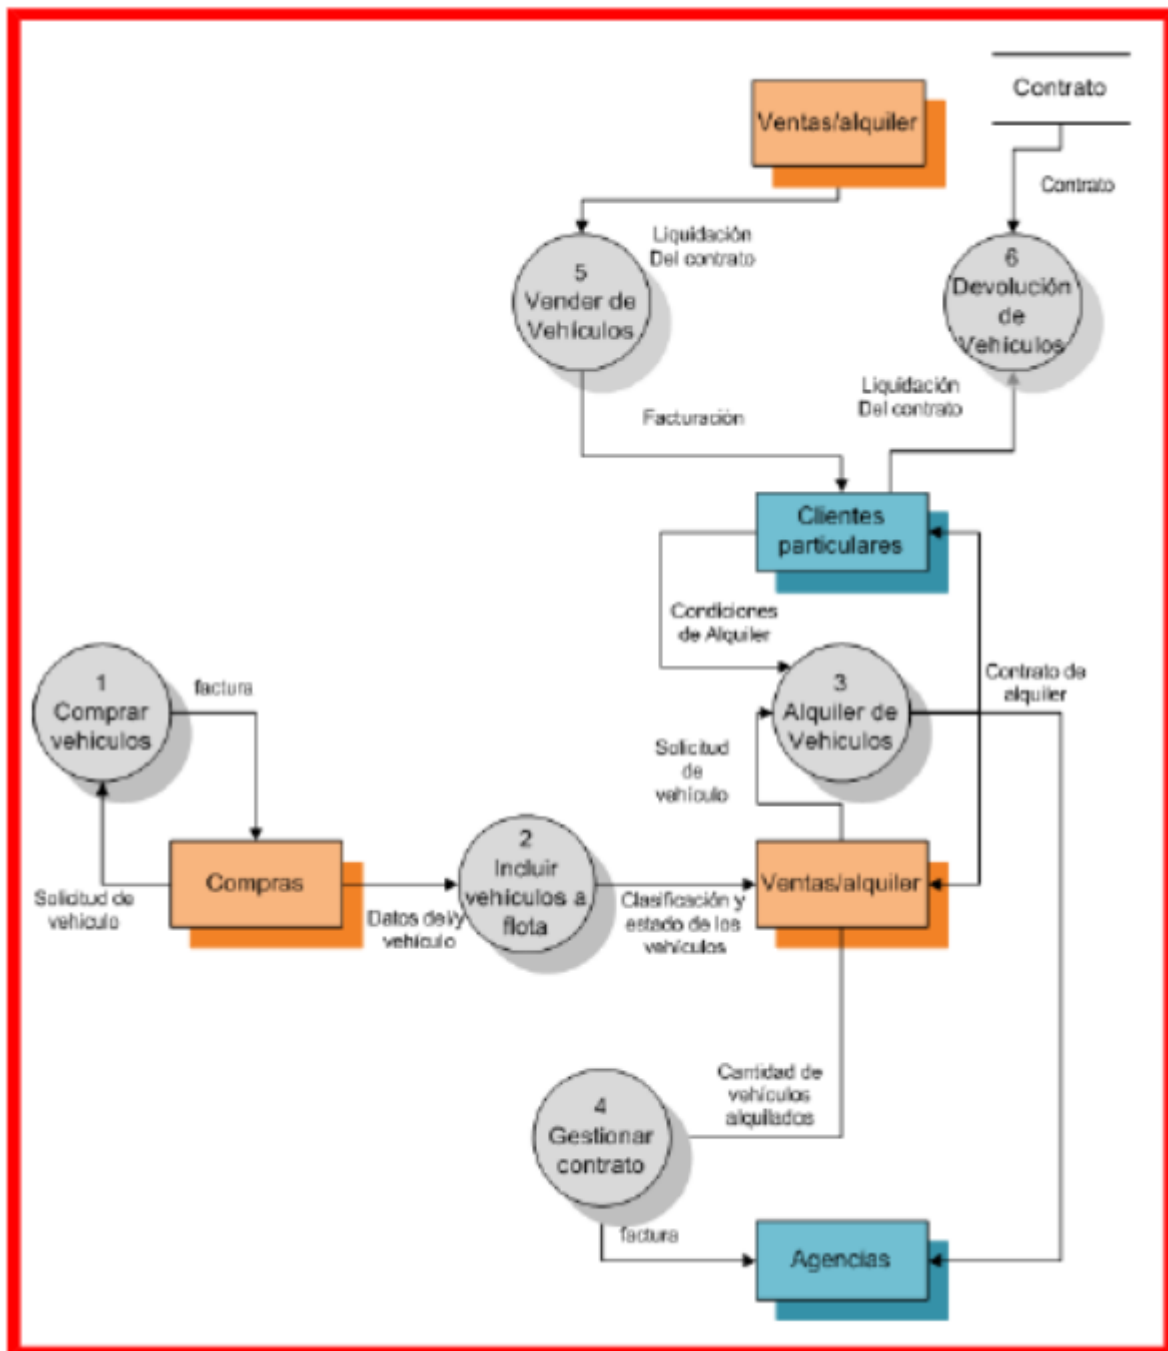 Contrato
Ventas/alquiler
Contrato
Liquidación
Del contrato
5
Vender de
Vehículos
6
Devolución
de
Vehículos
Liquidación
Del contrato
Facturación
Clientes
particulares
Condiciones
de Alquiler
Contrato de
alquiler
1
Comprar
vehiculos
factura
3
Alquiler de
Vehiculos
Solicitud
de
vehículo
2
Incluir
vehículos a
flota
Compras
Ventas/alquiler
Solicitud de
vehículo
Datos del/y
vehículo
Clasificación y
estado de los
vehículos
Cantidad de
vehículos
alquilados
4
Gestionar
contrato
factura
Agencias